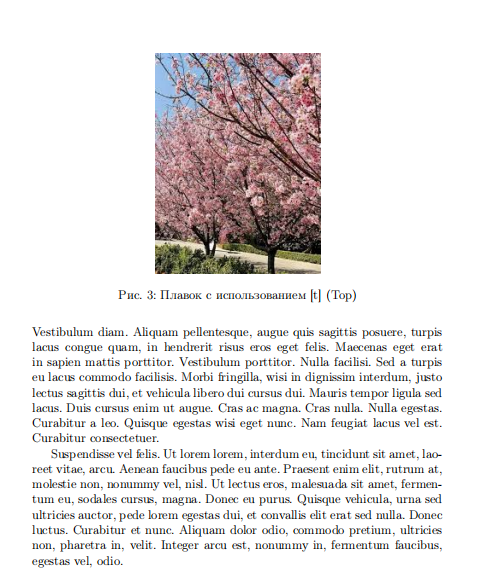 Рис. 3: Плавок с использованием [t] (Top)
Vestibulum diam. Aliquam pellentesque, augue quis sagittis posuere, turpis
lacus congue quam, in hendrerit risus eros eget felis. Maecenas eget erat
in sapien mattis porttitor. Vestibulum porttitor. Nulla facilisi. Sed a turpis
eu lacus commodo facilisis. Morbi fringilla, wisi in dignissim interdum, justo
lectus sagittis dui, et vehicula libero dui cursus dui. Mauris tempor ligula sed
lacus. Duis cursus enim ut augue. Cras ac magna. Cras nulla. Nulla egestas.
Curabitur a leo. Quisque egestas wisi eget nunc. Nam feugiat lacus vel est.
Curabitur consectetuer.
Suspendisse vel felis. Ut lorem lorem, interdum eu, tincidunt sit amet, lao-
reet vitae, arcu. Aenean faucibus pede eu ante. Praesent enim elit, rutrum at,
molestie non, nonummy vel, nisl. Ut lectus eros, malesuada sit amet, fermen-
tum eu, sodales cursus, magna. Donec eu purus. Quisque vehicula, urna sed
ultricies auctor, pede lorem egestas dui, et convallis elit erat sed nulla. Donec
luctus. Curabitur et nunc. Aliquam dolor odio, commodo pretium, ultricies
non, pharetra in, velit. Integer arcu est, nonummy in, fermentum faucibus,
egestas vel, odio.